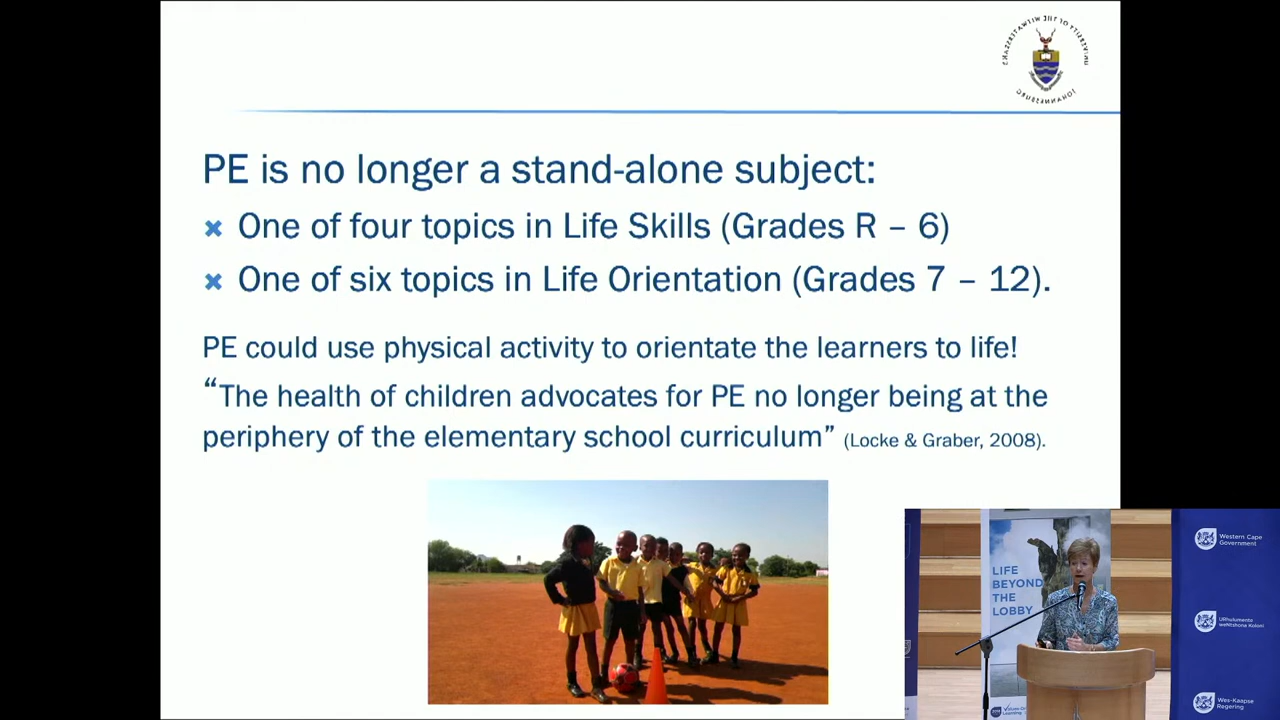 PE is no longer a stand-alone subject:
One of four topics in Life Skills (Grades R – 6)
One of six topics in Life Orientation (Grades 7 – 12).
PE could use physical activity to orientate the learners to life!
“The health of children advocates for PE no longer being at the
periphery of the elementary school curriculum” (Locke & Graber, 2008).
LIFE
BEYOND
THE
LOBBY
Western Cape
Government
Wes-Kaapse
Regering